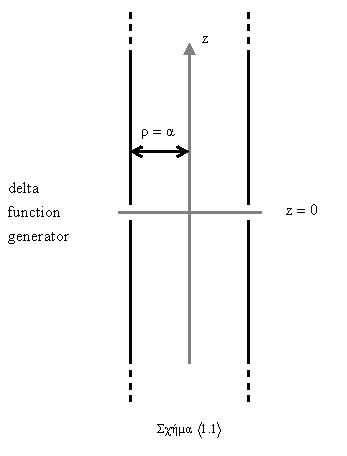 z
ρ = α
delta
function
generator
z = 0
Σχήμα ⟨1.1⟩